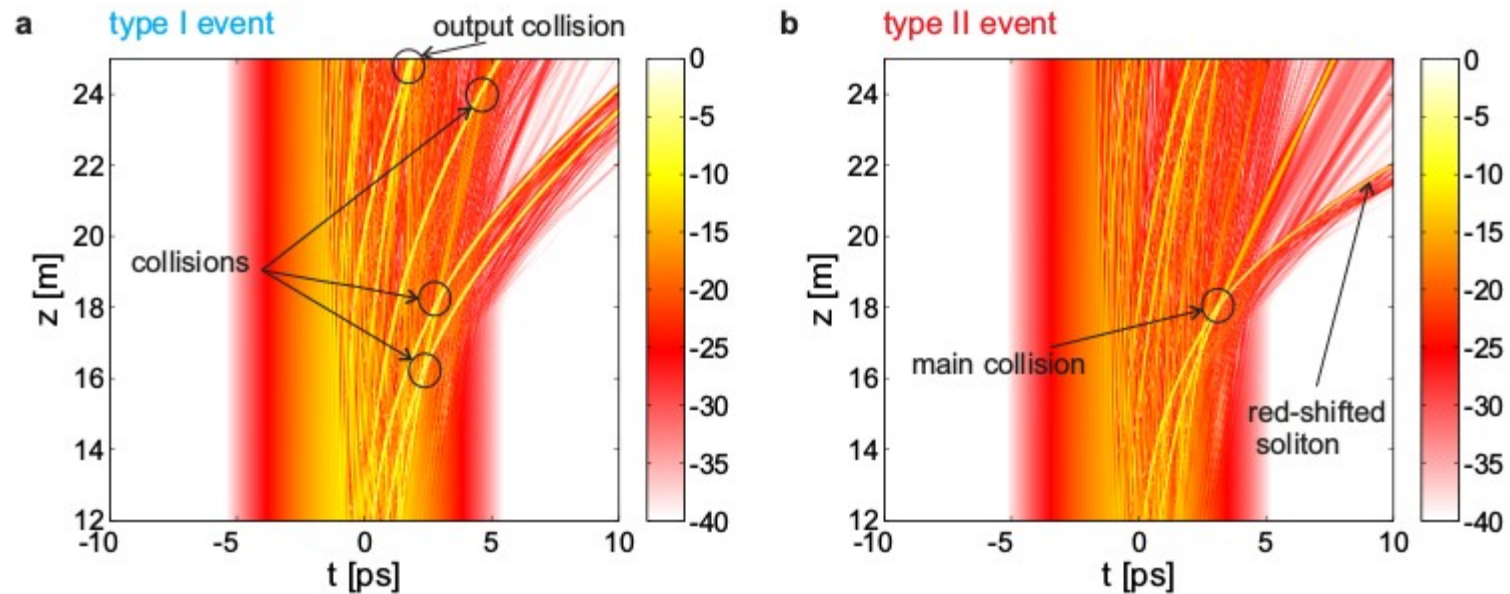 a type I event
output collision
0
-5
-10
-15
-20
-25
-30
-35
-40
24
22
20
18
16
14
12
z [m]
collisions
-10 -5 0 5 10
t [ps]
b type II event
0
-5
-10
-15
-20
-25
-30
-35
-40
24
22
20
18
16
14
12
z [m]
main collision
red-shifted
soliton
-10 -5 0 5 10
t [ps]